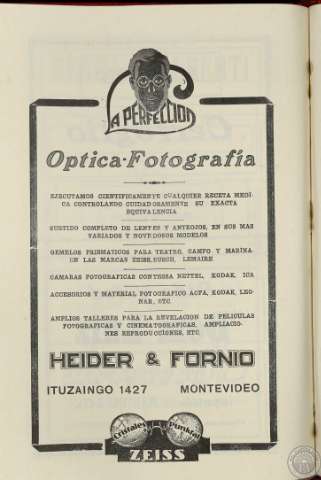 LA PERFECCION
Optica-Fotografía
EJECUTAMOS CIENTIFICAMENTE CUALQUIER RECETA MEDI-
CA CONTROLANDO CUIDADOSAMENTE SU EXACTA
EQUIVALENCIA
SURTIDO COMPLETO DE LENTES Y ANTEOJOS, EN SUS MAS
VARIADOS Y NOVEDOSOS MODELOS
GEMELOS PRISMATICOS PARA TEATRO, CAMPO Y MARINA
EN LAS MARCAS ZEISS, BUSCH, LEMAIRE
CAMARAS FOTOGRAFICAS CONTESSA NETTEL, KODAK, ICA
ACCESORIOS Y MATERIAL FOTOGRAFICO AGFA, KODAK, LEO-
NAR, ETC.
AMPLIOS TALLERES PARA LA REVELACION DE PELICULAS
FOTOGRAFICAS Y CINEMATOGRAFICAS, AMPLIACIO-
NES REPRODUCCIONES, ETC.
HEIDER & FORNIO
ITUZAINGO 1427 MONTEVIDEO
Cristales Punktal
ZEISS